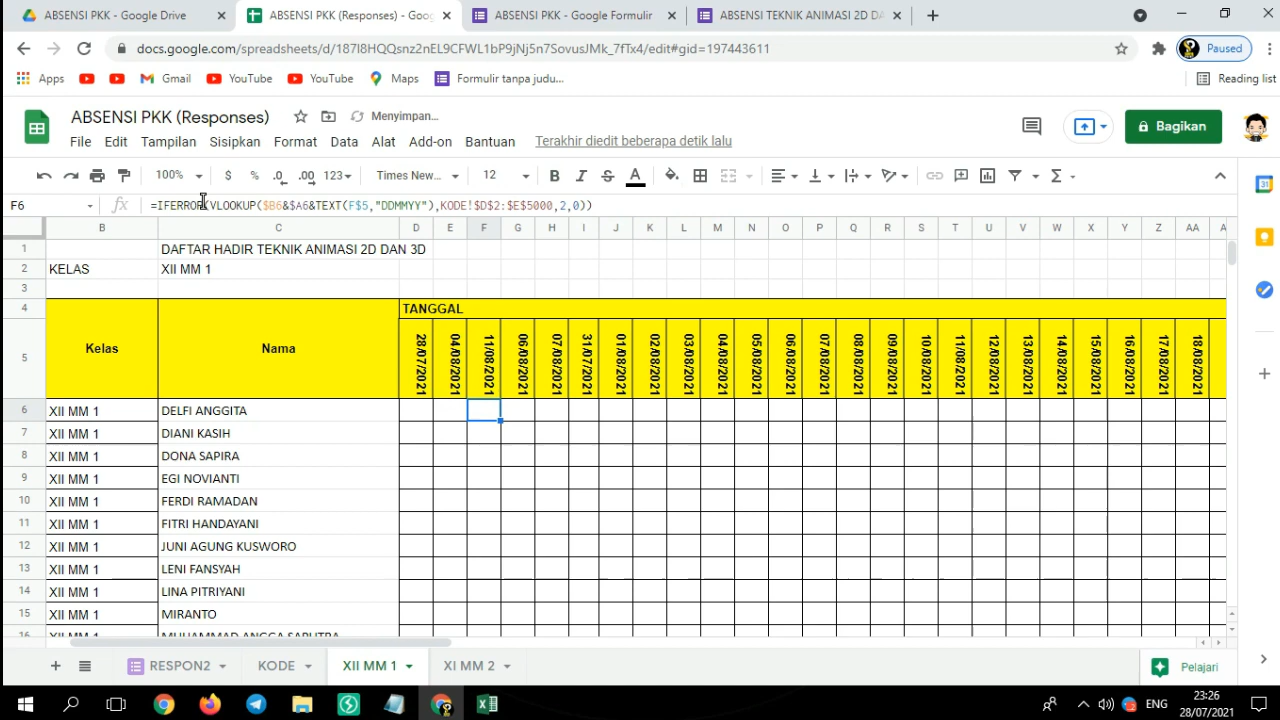 ABSENSI PKK - Google Drive
ABSENSI PKK (Responses) - Goog
ABSENSI PKK - Google Formulir
ABSENSI TEKNIK ANIMASI 2D DA
docs.google.com/spreadsheets/d/187I8HQQsnz2nEL9CFWL1bP9jNj5n7SovusJMk_7fTx4/edit#gid=197443611
Paused
Apps
Gmail
YouTube
YouTube
Maps
Formulir tanpa judu...
Reading list
ABSENSI PKK (Responses)
Menyimpan…
File Edit Tampilan Sisipkan Format Data Alat Add-on Bantuan Terakhir diedit beberapa detik lalu
Bagikan
100% $ % .0 .00 123 Times New... 12 B I S A
F6 fx =IFERROR(VLOOKUP($B6&$A6&TEXT(F$5,"DDMMYY"),KODE!$D$2:$E$5000,2,0))
B C D E F G H I J K L M N O P Q R S T U V W X Y Z AA A
1 DAFTAR HADIR TEKNIK ANIMASI 2D DAN 3D
2 KELAS XII MM 1
3
4 TANGGAL
5 Kelas Nama 28/07/2021 04/08/2021 11/08/2021 06/08/2021 07/08/2021 31/07/2021 01/08/2021 02/08/2021 03/08/2021 04/08/2021 05/08/2021 06/08/2021 07/08/2021 08/08/2021 09/08/2021 10/08/2021 11/08/2021 12/08/2021 13/08/2021 14/08/2021 15/08/2021 16/08/2021 17/08/2021 18/08/2021
6 XII MM 1 DELFI ANGGITA
7 XII MM 1 DIANI KASIH
8 XII MM 1 DONA SAPIRA
9 XII MM 1 EGI NOVIANTI
10 XII MM 1 FERDI RAMADAN
11 XII MM 1 FITRI HANDAYANI
12 XII MM 1 JUNI AGUNG KUSWORO
13 XII MM 1 LENI FANSYAH
14 XII MM 1 LINA PITRIYANI
15 XII MM 1 MIRANTO
16 XII MM 1 MUHAMMAD ANGGA SAPUTRA
RESPON2 KODE XII MM 1 XI MM 2
Pelajari
ENG
23:26
28/07/2021